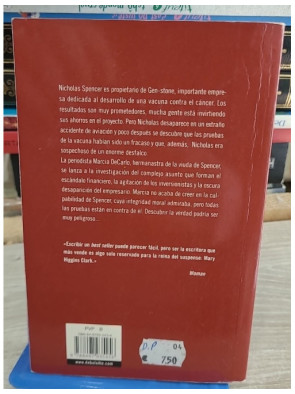 Nicholas Spencer es propietario de Gen-stone, importante empre-
sa dedicada al desarrollo de una vacuna contra el cáncer. Los
resultados son muy prometedores, mucha gente está invirtiendo
sus ahorros en el proyecto. Pero Nicholas desaparece en un extraño
accidente de aviación y poco después se descubre que las pruebas
de la vacuna habían sido un fracaso y que, además, Nicholas era
sospechoso de un enorme desfalco.
La periodista Marcia DeCarlo, hermanastra de la viuda de Spencer,
se lanza a la investigación del complejo asunto que forman el
escándalo financiero, la agitación de los inversionistas y la oscura
desaparición del empresario. Marcia no acaba de creer en la cul-
pabilidad de Spencer, cuya integridad moral admiraba, pero todas
las pruebas están en contra de él. Descubrir la verdad podría ser
muy peligroso...
«Escribir un best seller puede parecer fácil, pero ser la escritora que
más vende es algo solo reservado para la reina del suspense: Mary
Higgins Clark.»
Woman
D.P 04
€ 7,50
www.debolsillo.com